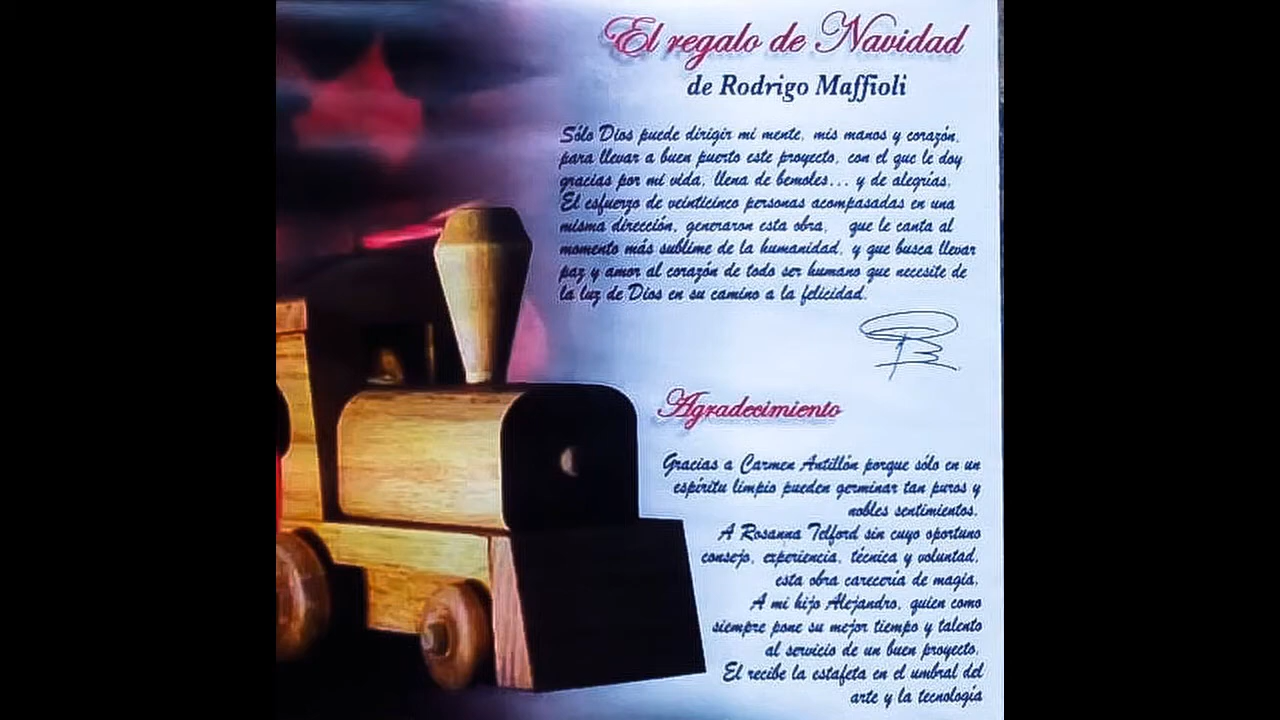 El regalo de Navidad
de Rodrigo Maffioli
Sólo Dios puede dirigir mi mente, mis manos y corazón,
para llevar a buen puerto este proyecto, con el que le doy
gracias por mi vida, llena de bemoles... y de alegrías.
El esfuerzo de veinticinco personas acompasadas en una
misma dirección, generaron esta obra, que le canta al
momento más sublime de la humanidad, y que busca llevar
paz y amor al corazón de todo ser humano que necesite de
la luz de Dios en su camino a la felicidad.
Agradecimiento
Gracias a Carmen Antillón porque sólo en un
espíritu limpio pueden germinar tan puros y
nobles sentimientos.
A Rosanna Telford sin cuyo oportuno
consejo, experiencia, técnica y voluntad,
esta obra carecería de magia.
A mi hijo Alejandro, quien como
siempre pone su mejor tiempo y talento
al servicio de un buen proyecto.
El recibe la estafeta en el umbral del
arte y la tecnología